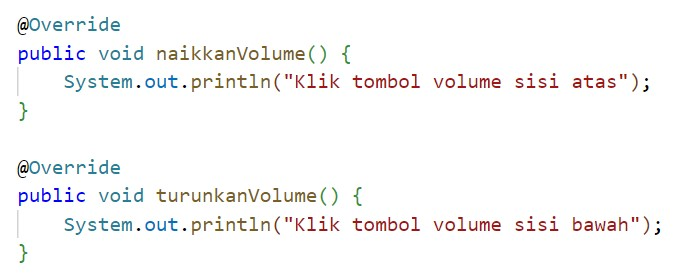 @Override
public void naikkanVolume() {
    System.out.println("Klik tombol volume sisi atas");
}

@Override
public void turunkanVolume() {
    System.out.println("Klik tombol volume sisi bawah");
}